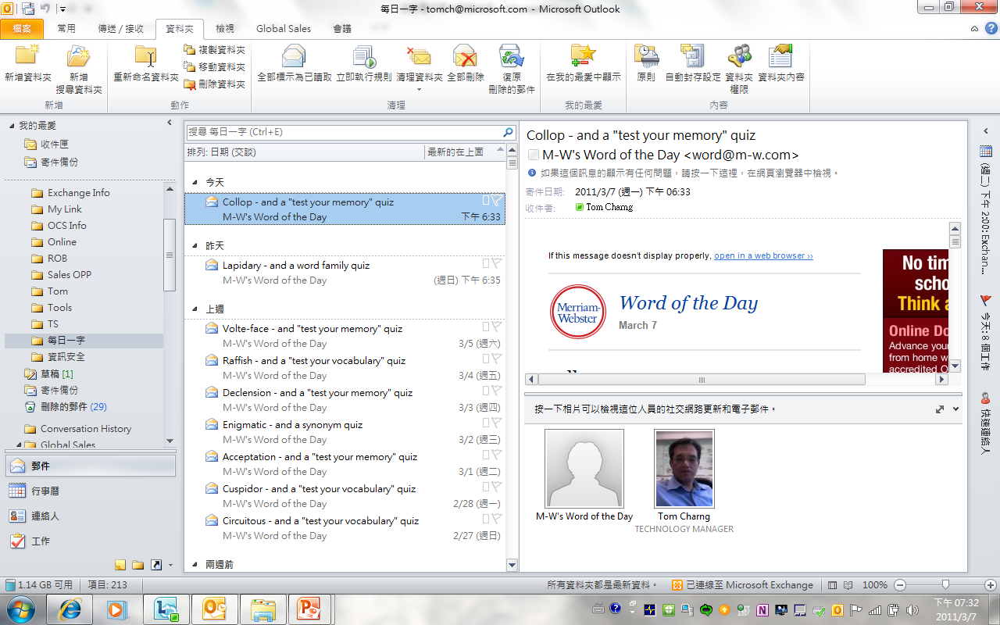 每日一字 - tomch@microsoft.com - Microsoft Outlook
檔案 常用 傳送 / 接收 資料夾 檢視 Global Sales 會議
新增資料夾
新增
搜尋資料夾
新增
重新命名資料夾
複製資料夾
移動資料夾
刪除資料夾
動作
全部標示為已讀取
立即執行規則
清理資料夾
全部刪除
復原
刪除的郵件
清理
在我的最愛中顯示
我的最愛
原則
自動封存設定
資料夾
權限
資料夾內容
內容
我的最愛
收件匣
寄件備份
Exchange Info
My Link
OCS Info
Online
ROB
Sales OPP
Tom
Tools
TS
每日一字
資訊安全
草稿 [1]
寄件備份
刪除的郵件 (29)
Conversation History
Global Sales
郵件
行事曆
連絡人
工作
搜尋 每日一字 (Ctrl+E)
排列: 日期 (交談) 最新的在上面
今天
Collop - and a "test your memory" quiz
M-W's Word of the Day 下午 6:33
昨天
Lapidary - and a word family quiz
M-W's Word of the Day (週日) 下午 6:35
上週
Volte-face - and "test your memory" quiz
M-W's Word of the Day 3/5 (週六)
Raffish - and a "test your vocabulary" quiz
M-W's Word of the Day 3/4 (週五)
Declension - and a "test your memory" quiz
M-W's Word of the Day 3/3 (週四)
Enigmatic - and a synonym quiz
M-W's Word of the Day 3/2 (週三)
Acceptation - and a "test your memory" quiz
M-W's Word of the Day 3/1 (週二)
Cuspidor - and a "test your vocabulary" quiz
M-W's Word of the Day 2/28 (週一)
Circuitous - and a "test your vocabulary" quiz
M-W's Word of the Day 2/27 (週日)
兩週前
Collop - and a "test your memory" quiz
M-W's Word of the Day <word@m-w.com>
如果這個訊息的顯示有任何問題，請按一下這裡，在網頁瀏覽器中檢視。
寄件日期: 2011/3/7 (週一) 下午 06:33
收件者: Tom Charng
If this message doesn't display properly, open in a web browser ››
Merriam-
Webster
Word of the Day
March 7
No tim
scho
Think a
Online Do
Advance your
from home w
accredited O
按一下相片可以檢視這位人員的社交網路更新和電子郵件。
M-W's Word of the Day
Tom Charng
TECHNOLOGY MANAGER
(週二) 下午 2:00: Exchan...
今天: 8 個工作
快速連絡人
1.14 GB 可用 項目: 213 所有資料夾都是最新資料。 已連線至 Microsoft Exchange 100%
下午 07:32
2011/3/7